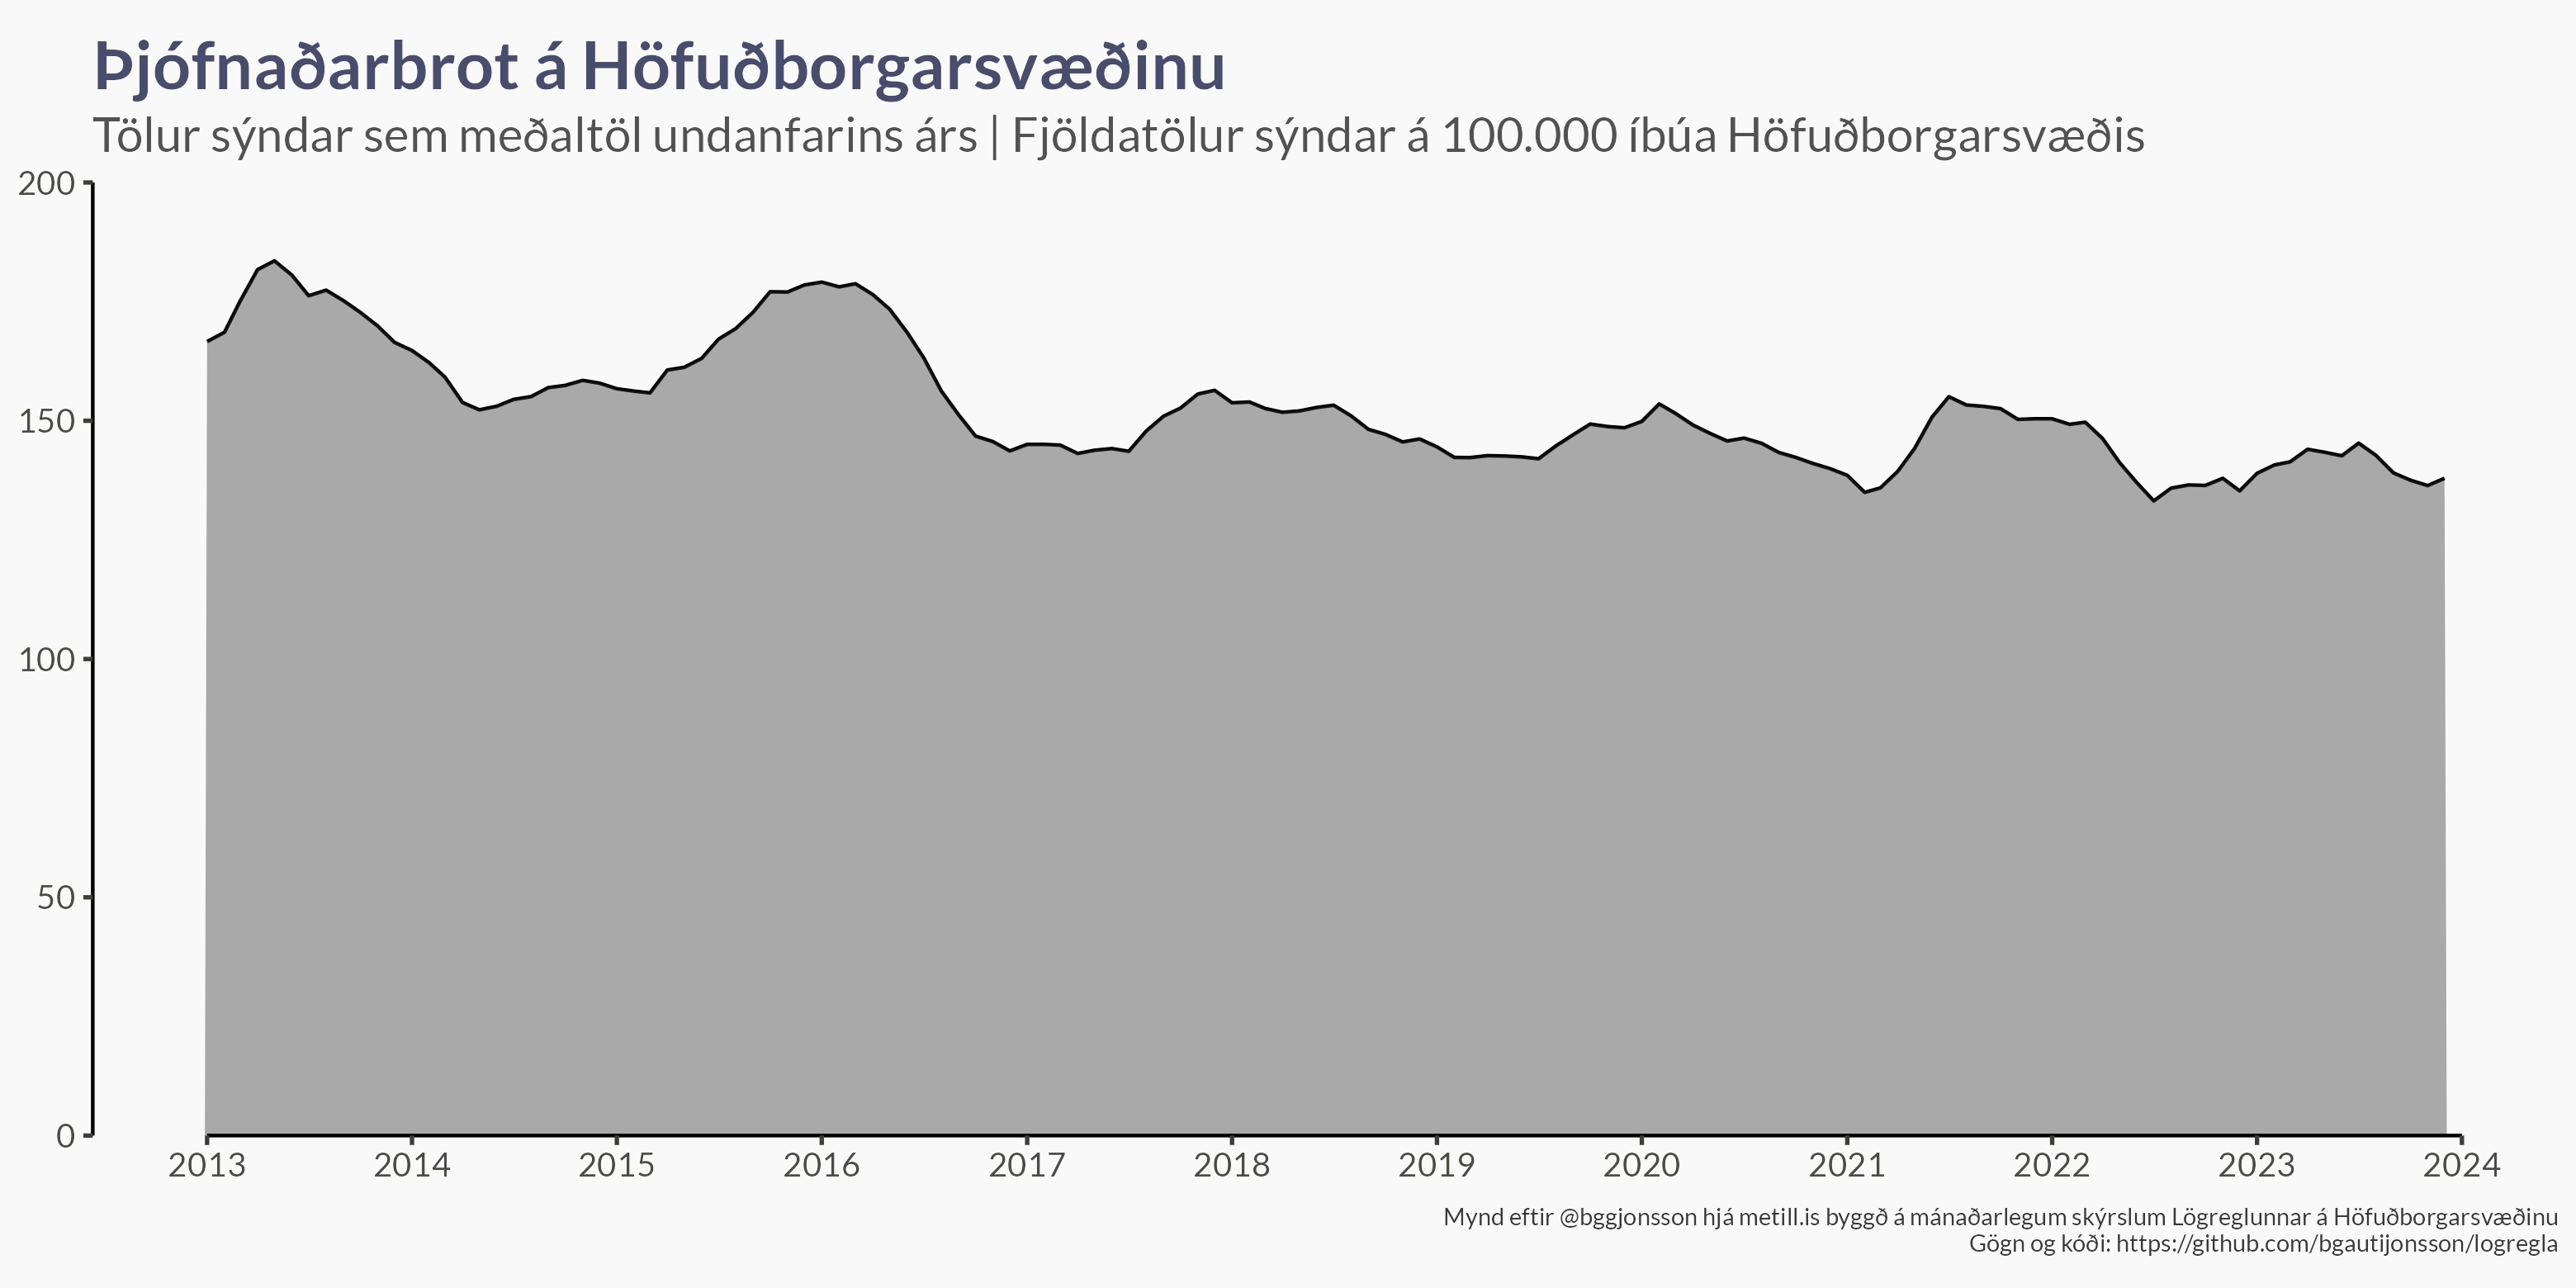 Þjófnaðarbrot á Höfuðborgarsvæðinu
Tölur sýndar sem meðaltöl undanfarins árs | Fjöldatölur sýndar á 100.000 íbúa Höfuðborgarsvæðis
200
150
100
50
0
2013 2014 2015 2016 2017 2018 2019 2020 2021 2022 2023 2024
Mynd eftir @bggjonsson hjá metill.is byggð á mánaðarlegum skýrslum Lögreglunnar á Höfuðborgarsvæðinu
Gögn og kóði: https://github.com/bgautijonsson/logregla